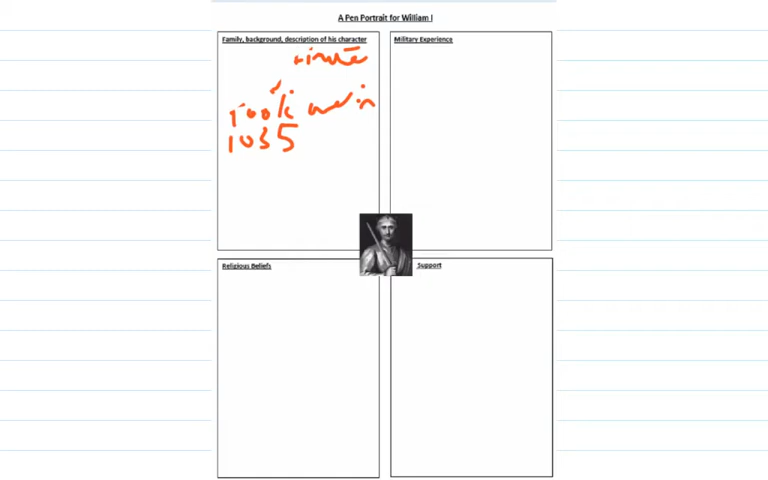 A Pen Portrait for William I
Family, background, description of his character
Military Experience
Took over in
1035
Religious Beliefs
Support